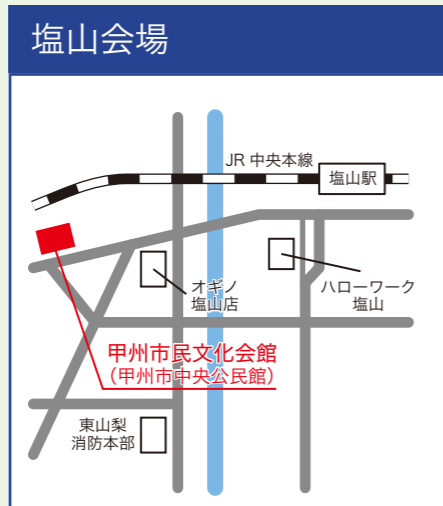 塩山会場
JR 中央本線
塩山駅
オギノ
塩山店
ハローワーク
塩山
甲州市民文化会館
（甲州市中央公民館）
東山梨
消防本部